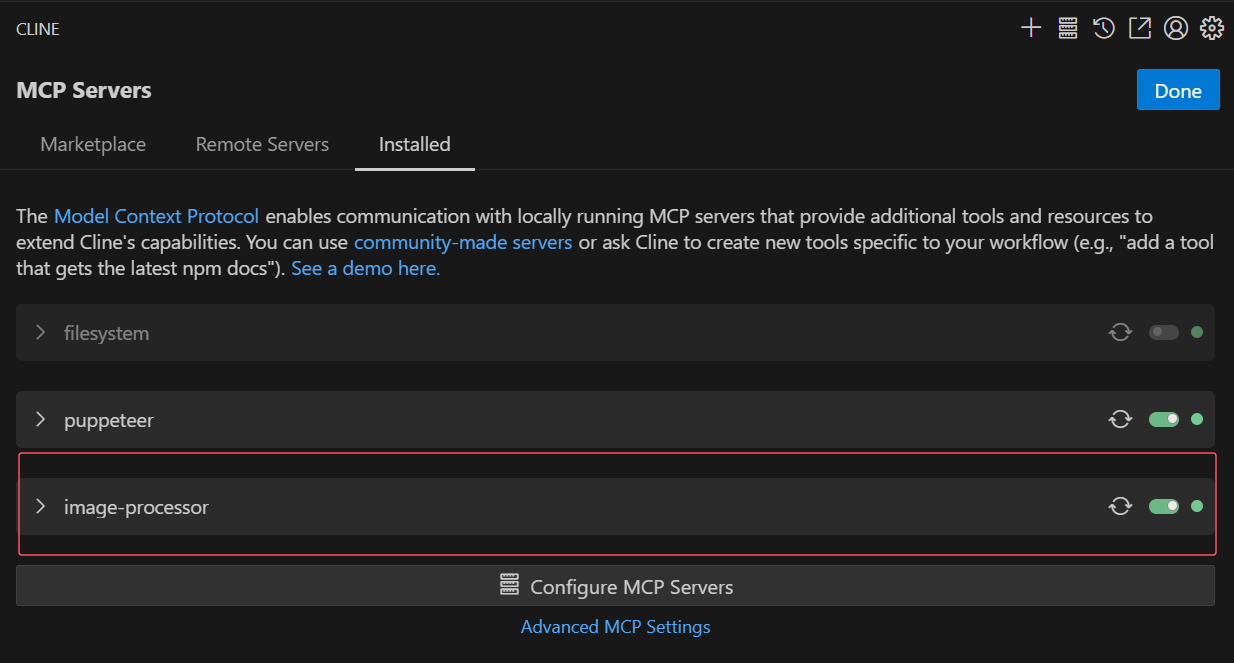 CLINE
MCP Servers
Done
Marketplace
Remote Servers
Installed
The Model Context Protocol enables communication with locally running MCP servers that provide additional tools and resources to
extend Cline's capabilities. You can use community-made servers or ask Cline to create new tools specific to your workflow (e.g., "add a tool
that gets the latest npm docs"). See a demo here.
filesystem
puppeteer
image-processor
Configure MCP Servers
Advanced MCP Settings